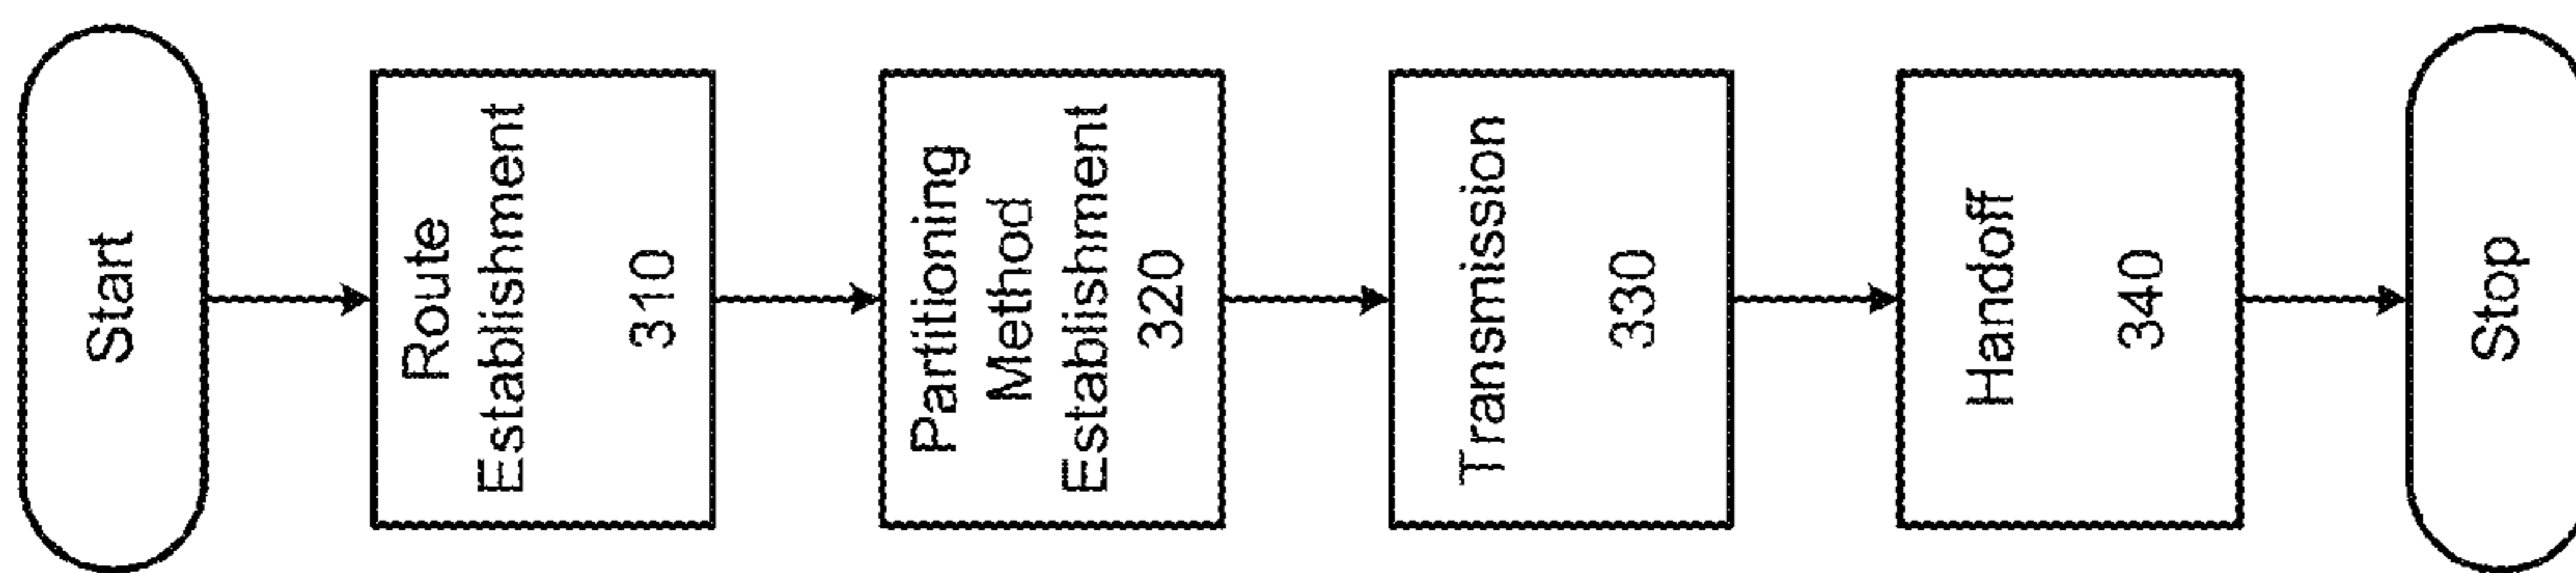 Start
Route
Establishment
310
Partitioning
Method
Establishment
320
Transmission
330
Handoff
340
Stop